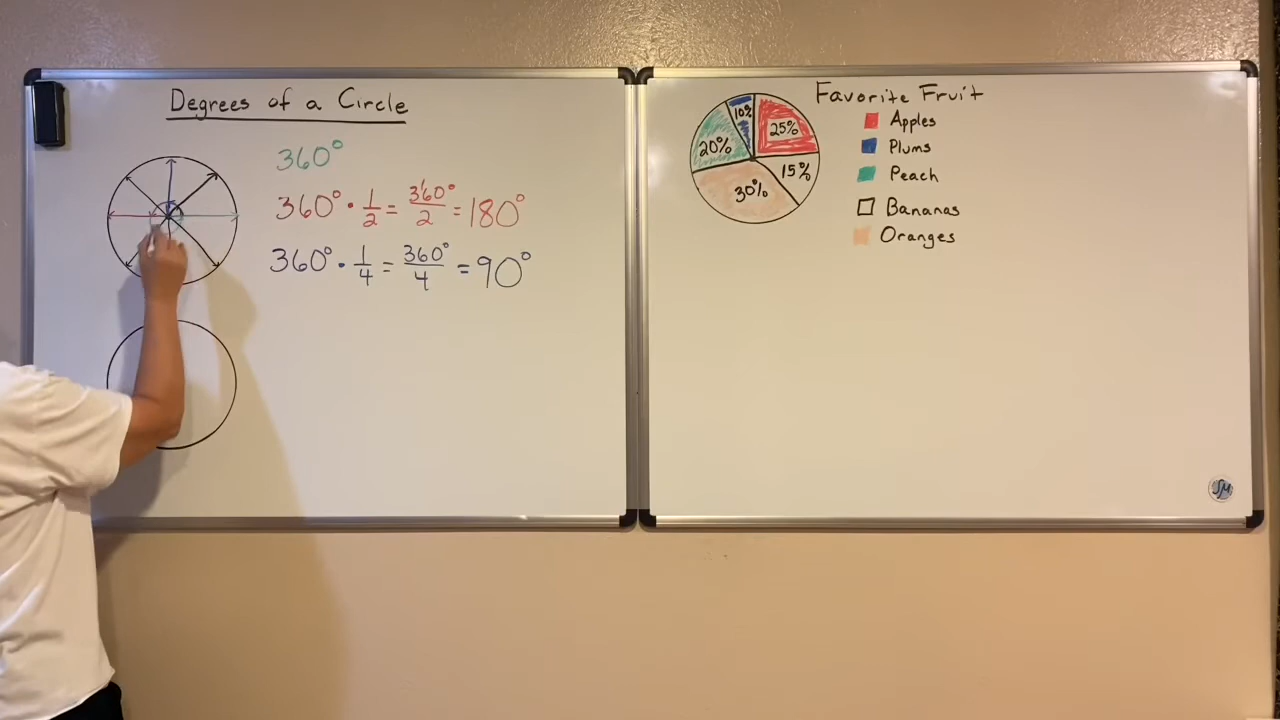 Degrees of a Circle
360°
360° · 1/2 = 360°/2 = 180°
360° · 1/4 = 360°/4 = 90°
Favorite Fruit
10%
25%
20%
15%
30%
Apples
Plums
Peach
Bananas
Oranges
SM